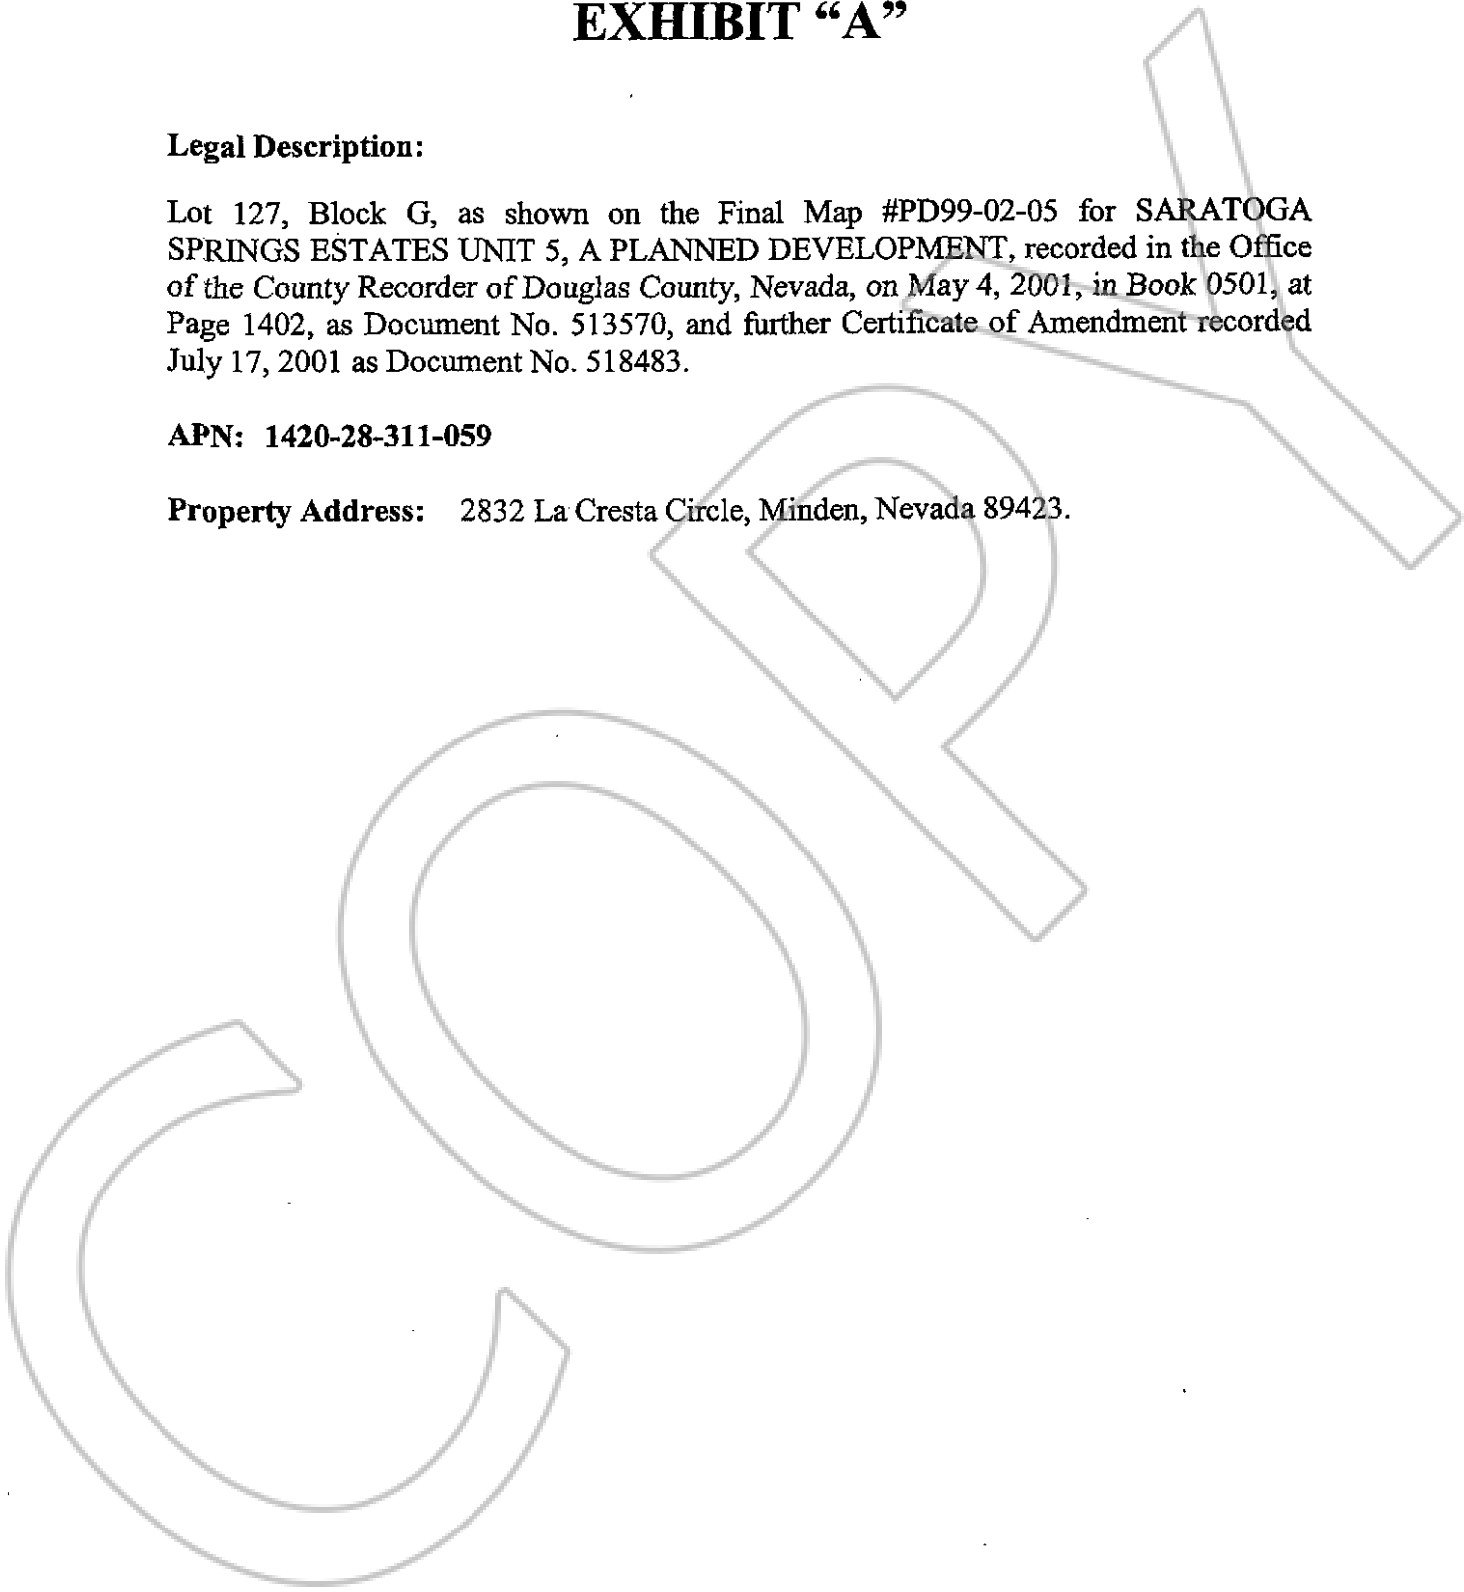 EXHIBIT “A”
Legal Description:
Lot 127, Block G, as shown on the Final Map #PD99-02-05 for SARATOGA
SPRINGS ESTATES UNIT 5, A PLANNED DEVELOPMENT, recorded in the Office
of the County Recorder of Douglas County, Nevada, on May 4, 2001, in Book 0501, at
Page 1402, as Document No. 513570, and further Certificate of Amendment recorded
July 17, 2001 as Document No. 518483.
APN: 1420-28-311-059
Property Address: 2832 La Cresta Circle, Minden, Nevada 89423.
COPY